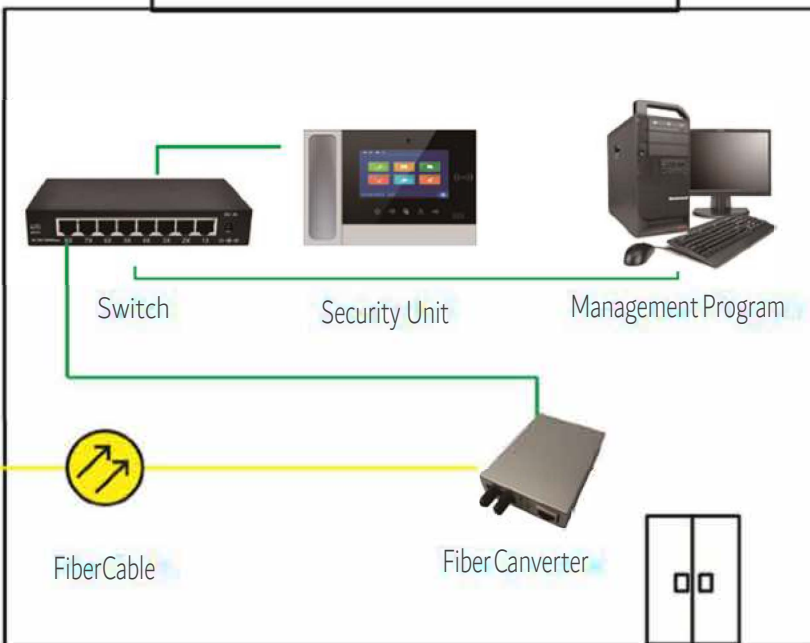 Switch
Security Unit
Management Program
FiberCable
Fiber Canverter